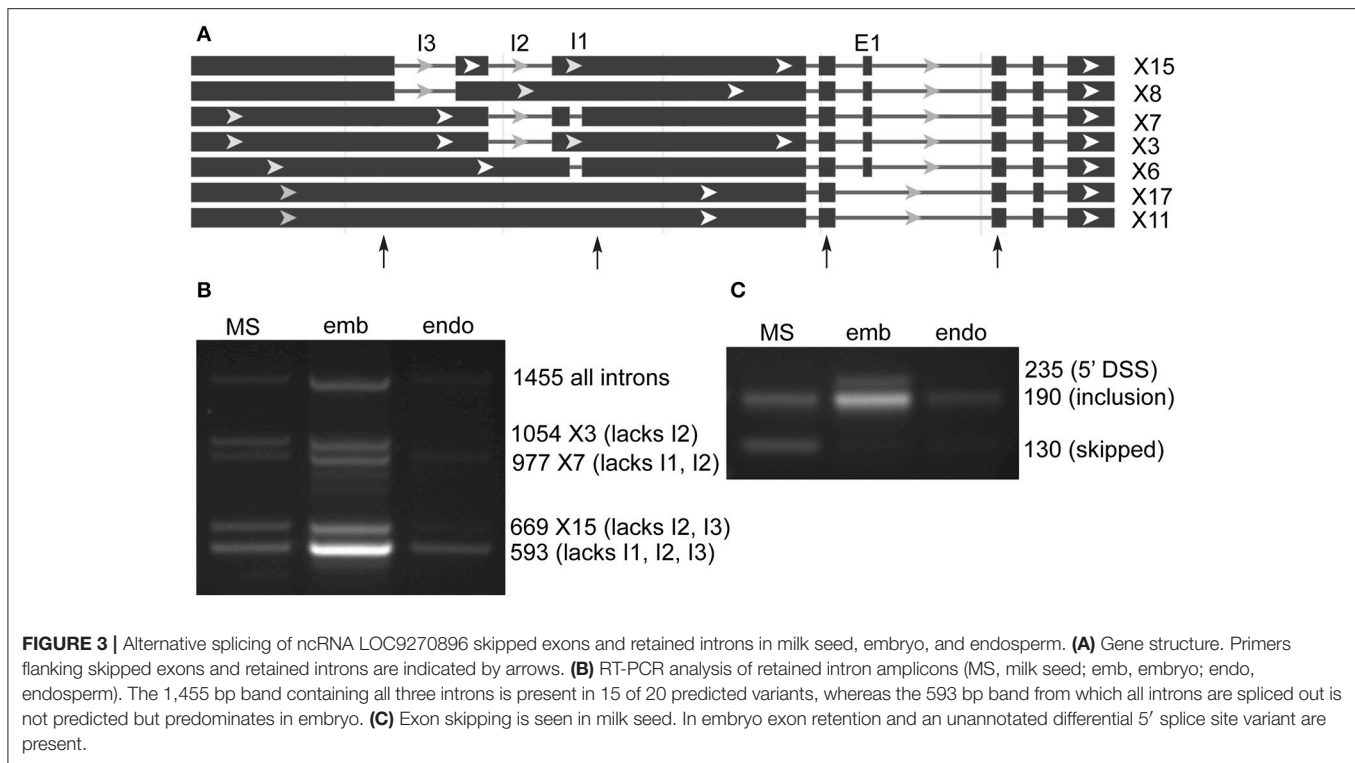 A
I3 I2 I1 E1
X15
X8
X7
X3
X6
X17
X11
B
MS emb endo
1455 all introns
1054 X3 (lacks I2)
977 X7 (lacks I1, I2)
669 X15 (lacks I2, I3)
593 (lacks I1, I2, I3)
C
MS emb endo
235 (5' DSS)
190 (inclusion)
130 (skipped)
FIGURE 3 | Alternative splicing of ncRNA LOC9270896 skipped exons and retained introns in milk seed, embryo, and endosperm. (A) Gene structure. Primers
flanking skipped exons and retained introns are indicated by arrows. (B) RT-PCR analysis of retained intron amplicons (MS, milk seed; emb, embryo; endo,
endosperm). The 1,455 bp band containing all three introns is present in 15 of 20 predicted variants, whereas the 593 bp band from which all introns are spliced out is
not predicted but predominates in embryo. (C) Exon skipping is seen in milk seed. In embryo exon retention and an unannotated differential 5′ splice site variant are
present.